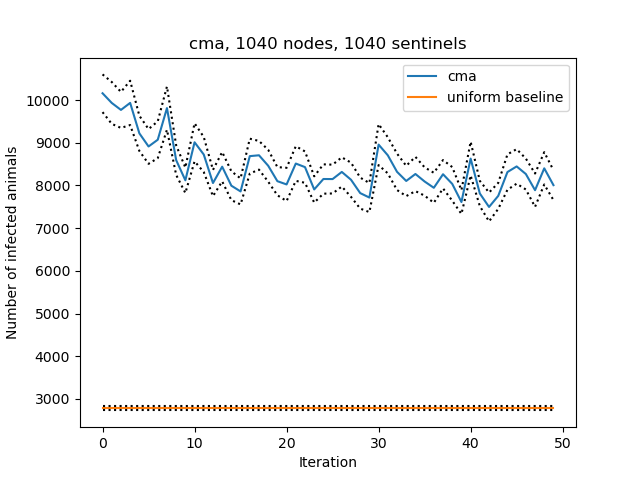 cma, 1040 nodes, 1040 sentinels
cma
uniform baseline
Number of infected animals
10000
9000
8000
7000
6000
5000
4000
3000
0
10
20
30
40
50
Iteration